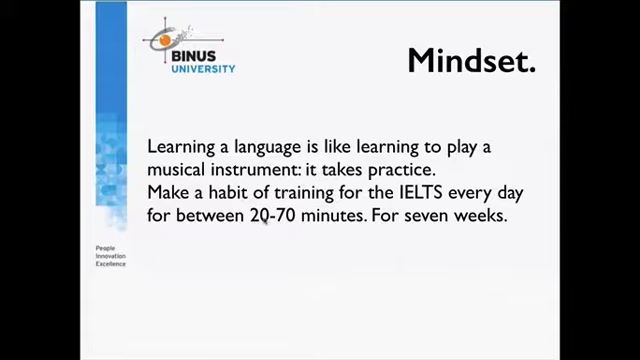 BINUS
UNIVERSITY
Mindset.
Learning a language is like learning to play a
musical instrument: it takes practice.
Make a habit of training for the IELTS every day
for between 20-70 minutes. For seven weeks.
People
Innovation
Excellence